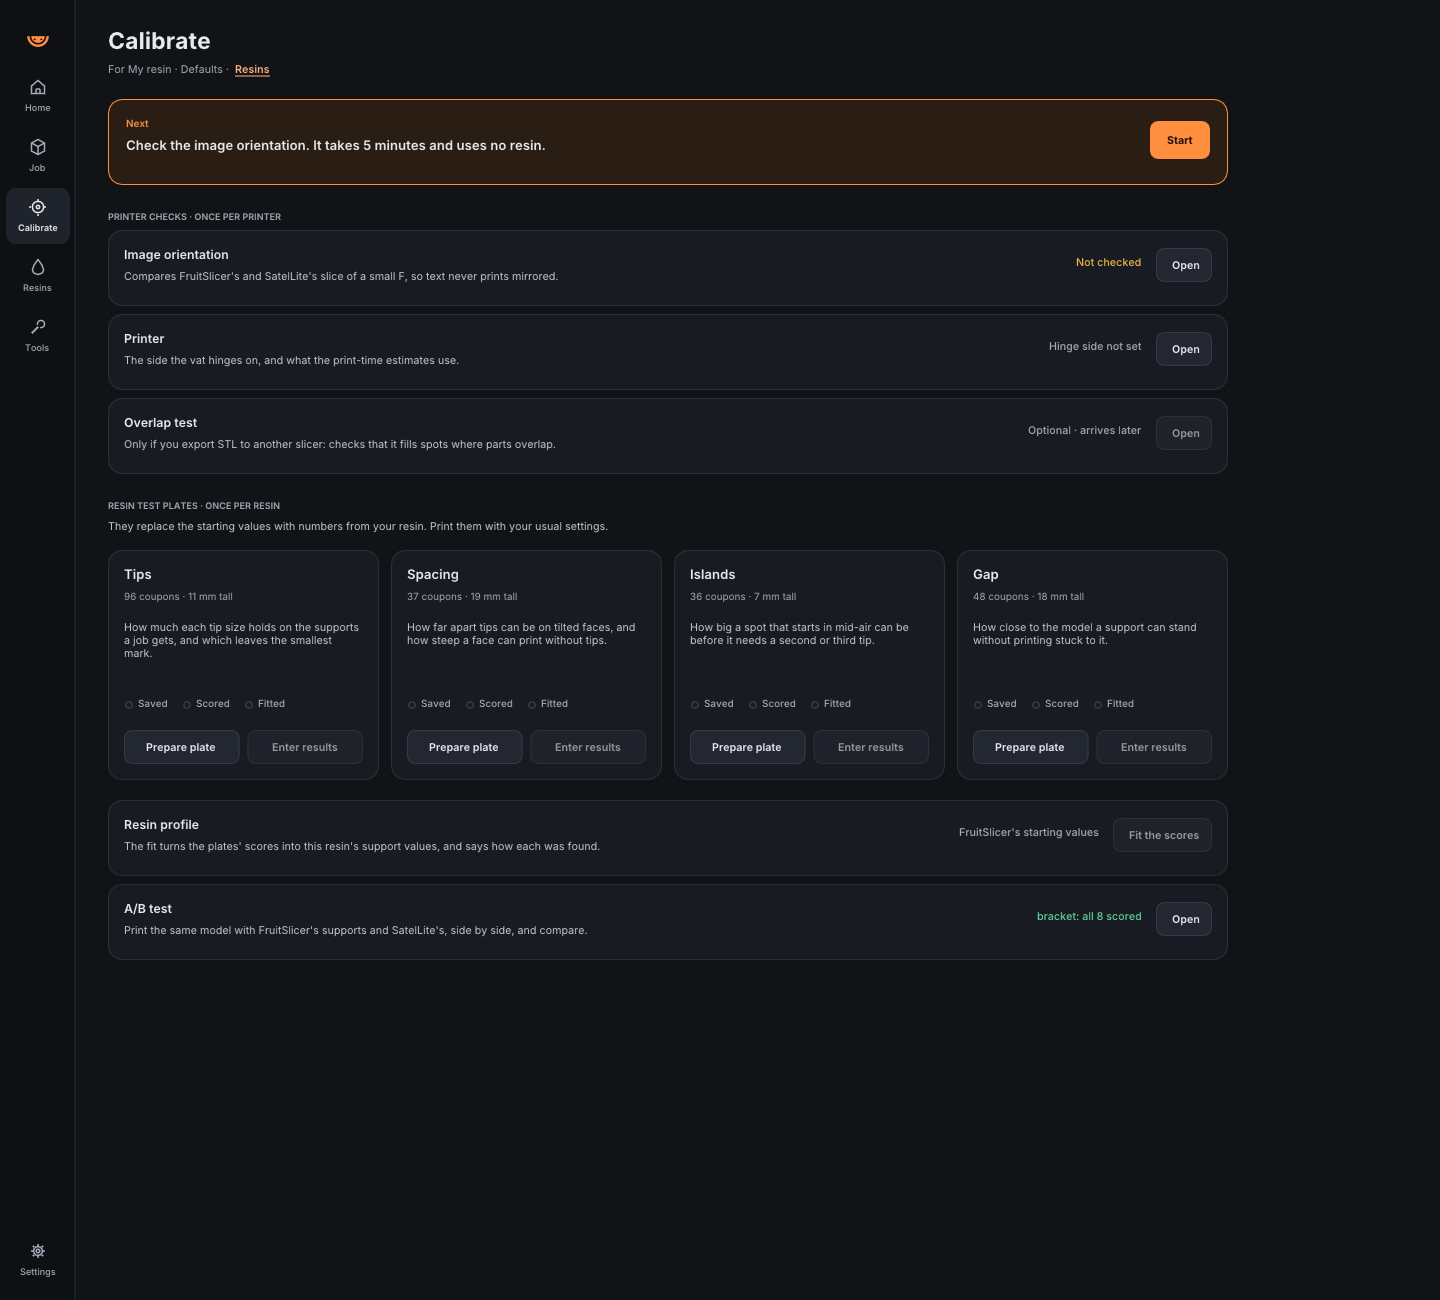 Calibrate
For My resin · Defaults · Resins
Home
Job
Calibrate
Resins
Tools
Settings
Next
Check the image orientation. It takes 5 minutes and uses no resin.
Start
PRINTER CHECKS · ONCE PER PRINTER
Image orientation
Compares FruitSlicer's and SatelLite's slice of a small F, so text never prints mirrored.
Not checked
Open
Printer
The side the vat hinges on, and what the print-time estimates use.
Hinge side not set
Open
Overlap test
Only if you export STL to another slicer: checks that it fills spots where parts overlap.
Optional · arrives later
Open
RESIN TEST PLATES · ONCE PER RESIN
They replace the starting values with numbers from your resin. Print them with your usual settings.
Tips
96 coupons · 11 mm tall
How much each tip size holds on the supports
a job gets, and which leaves the smallest
mark.
Saved Scored Fitted
Prepare plate Enter results
Spacing
37 coupons · 19 mm tall
How far apart tips can be on tilted faces, and
how steep a face can print without tips.
Saved Scored Fitted
Prepare plate Enter results
Islands
36 coupons · 7 mm tall
How big a spot that starts in mid-air can be
before it needs a second or third tip.
Saved Scored Fitted
Prepare plate Enter results
Gap
48 coupons · 18 mm tall
How close to the model a support can stand
without printing stuck to it.
Saved Scored Fitted
Prepare plate Enter results
Resin profile
The fit turns the plates' scores into this resin's support values, and says how each was found.
FruitSlicer's starting values
Fit the scores
A/B test
Print the same model with FruitSlicer's supports and SatelLite's, side by side, and compare.
bracket: all 8 scored
Open